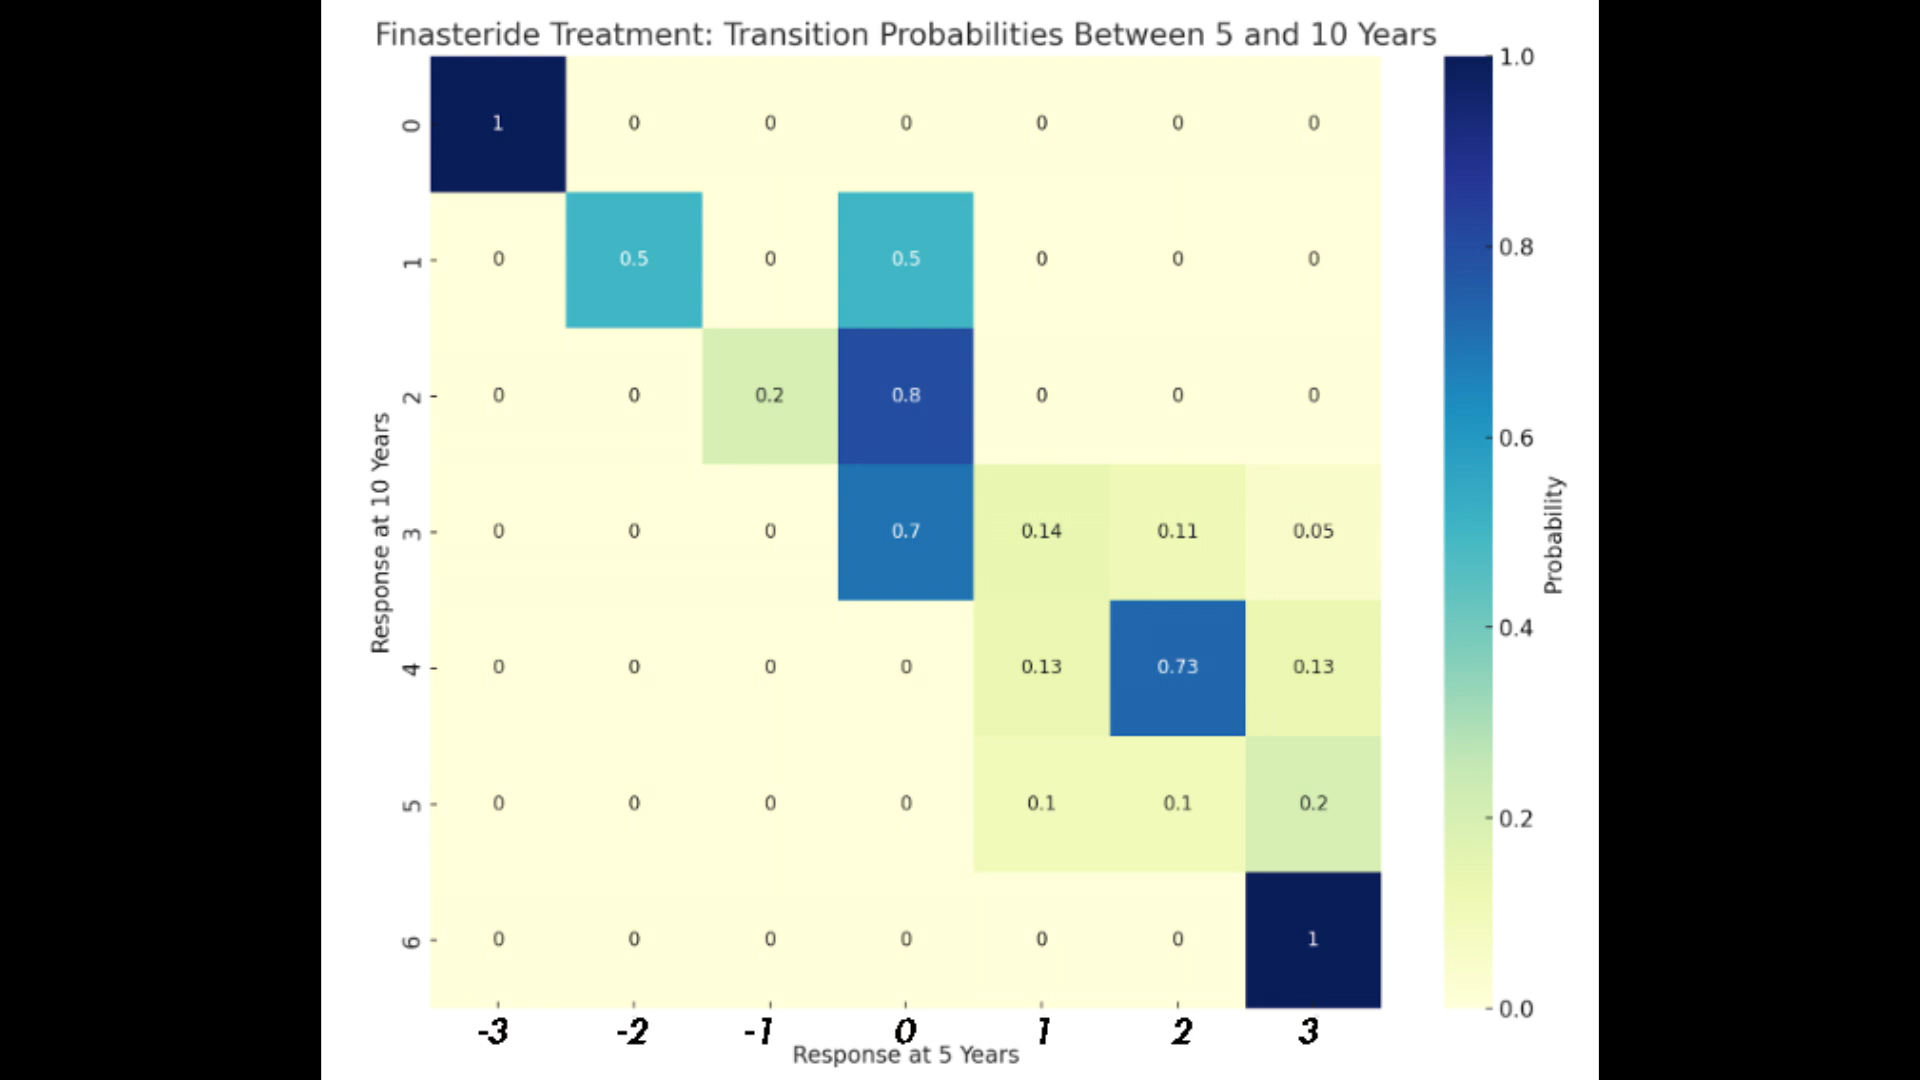 Finasteride Treatment: Transition Probabilities Between 5 and 10 Years
0 1 0 0 0 0 0 0
1 0 0.5 0 0.5 0 0 0
2 0 0 0.2 0.8 0 0 0
3 0 0 0 0.7 0.14 0.11 0.05
4 0 0 0 0 0.13 0.73 0.13
5 0 0 0 0 0.1 0.1 0.2
6 0 0 0 0 0 0 1
-3 -2 -1 0 1 2 3
Response at 5 Years
Response at 10 Years
1.0
0.8
0.6
0.4
0.2
0.0
Probability